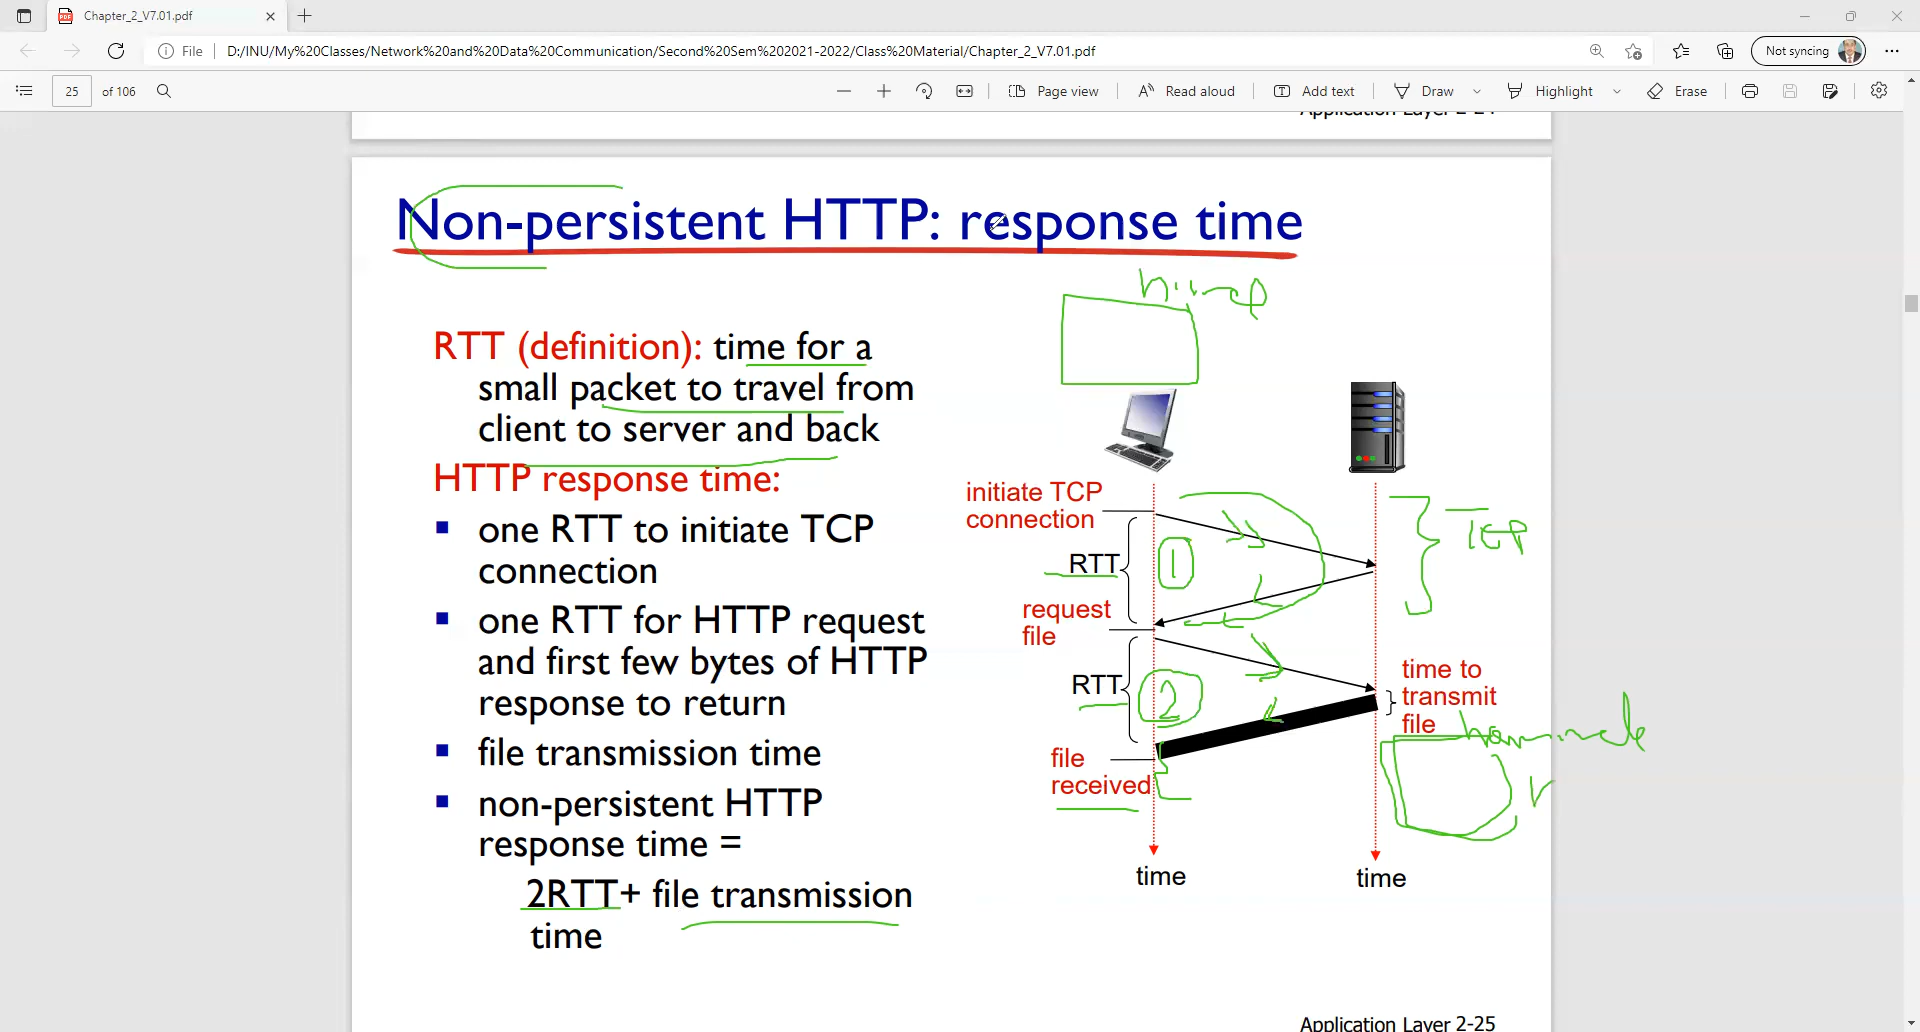 Chapter_2_V7.01.pdf
File
D:/INU/My%20Classes/Network%20and%20Data%20Communication/Second%20Sem%202021-2022/Class%20Material/Chapter_2_V7.01.pdf
Not syncing
25 of 106
Page view
Read aloud
Add text
Draw
Highlight
Erase
Non-persistent HTTP: response time
RTT (definition): time for a
small packet to travel from
client to server and back
HTTP response time:
one RTT to initiate TCP
connection
one RTT for HTTP request
and first few bytes of HTTP
response to return
file transmission time
non-persistent HTTP
response time =
2RTT+ file transmission
time
initiate TCP
connection
RTT
1
TCP
request
file
RTT
2
time to
transmit
file
file
received
time
time
Application Layer 2-25